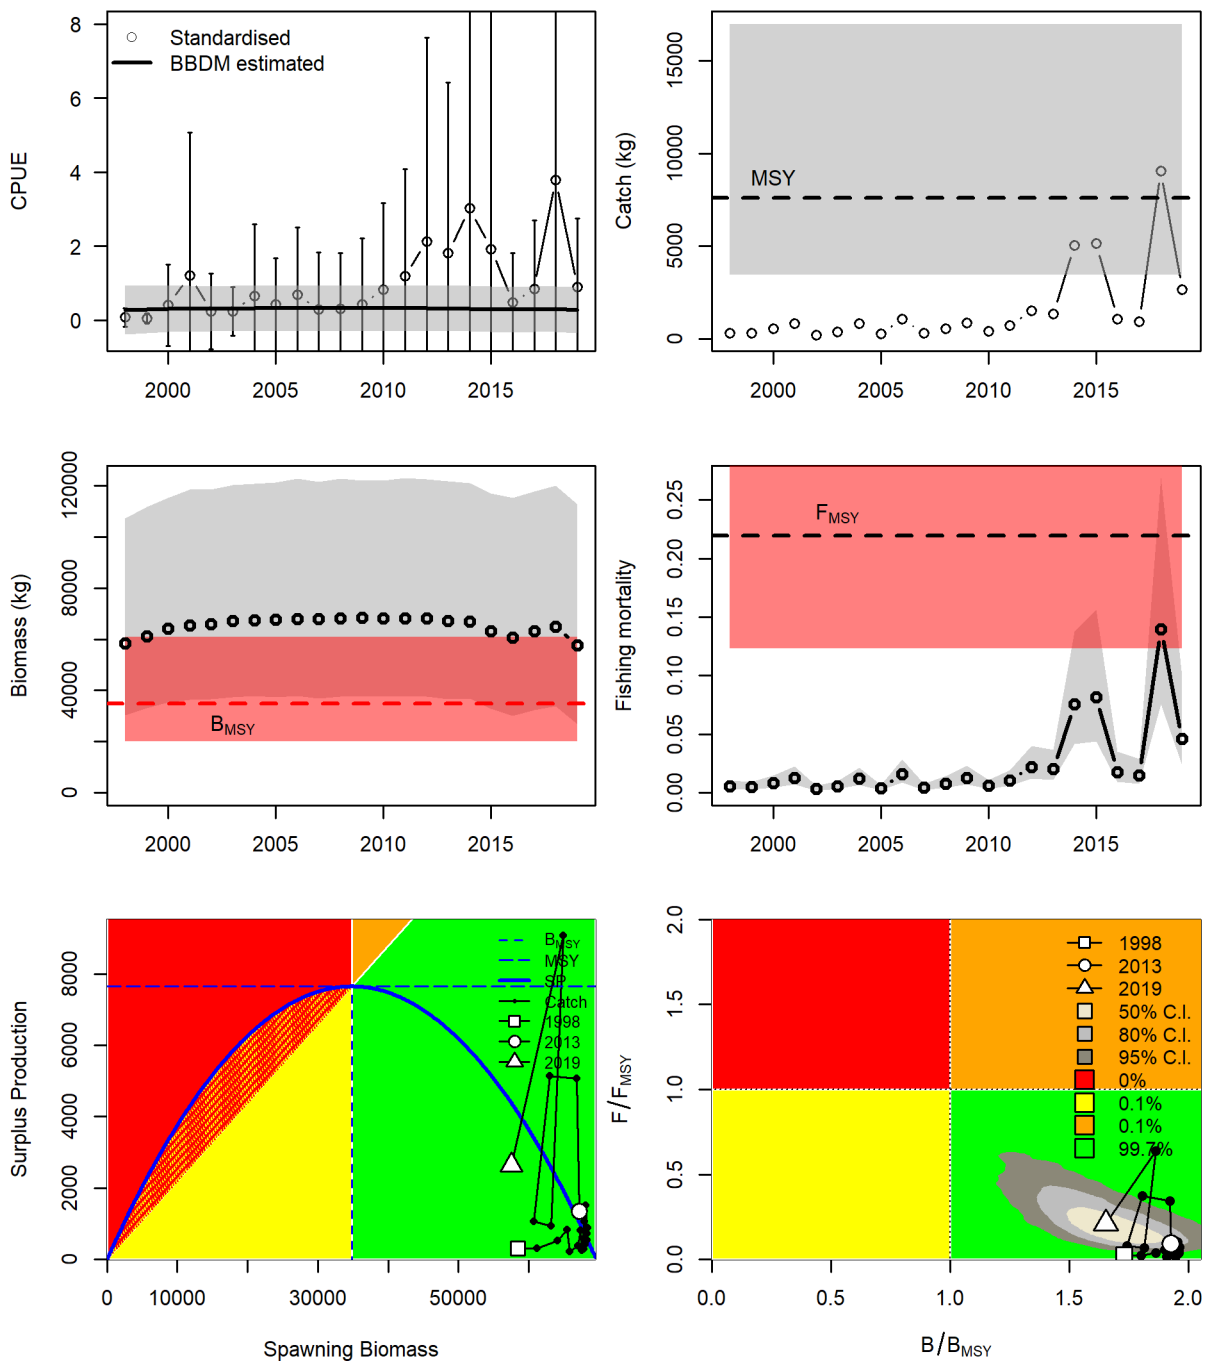 CPUE
0 2 4 6 8
Standardised
BBDM estimated
2000 2005 2010 2015
Catch (kg)
0 5000 10000 15000
MSY
2000 2005 2010 2015
Biomass (kg)
0 40000 80000 120000
BMSY
2000 2005 2010 2015
Fishing mortality
0.00 0.05 0.10 0.15 0.20 0.25
FMSY
2000 2005 2010 2015
Surplus Production
0 2000 4000 6000 8000
BMSY
MSY
SP
Catch
1998
2013
2019
0 10000 30000 50000
Spawning Biomass
F/FMSY
0.0 0.5 1.0 1.5 2.0
1998
2013
2019
50% C.I.
80% C.I.
95% C.I.
0%
0.1%
0.1%
99.7%
0.0 0.5 1.0 1.5 2.0
B/BMSY